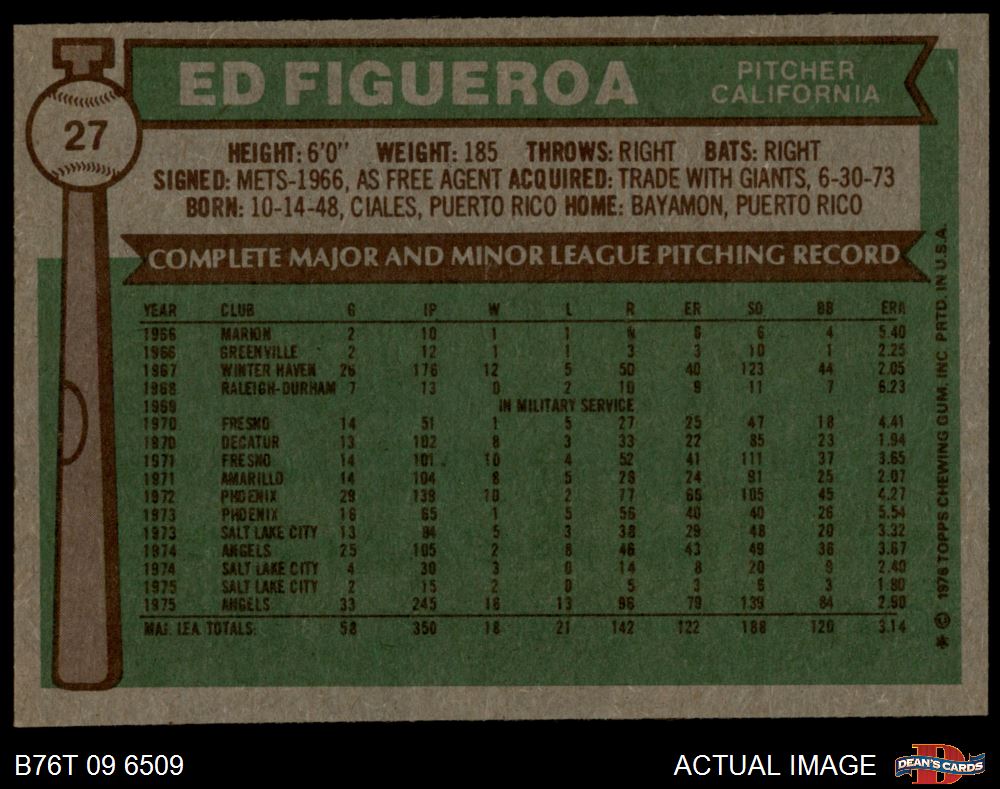 ED FIGUEROA
PITCHER
CALIFORNIA
27
HEIGHT: 6'0" WEIGHT: 185 THROWS: RIGHT BATS: RIGHT
SIGNED: METS-1966, AS FREE AGENT ACQUIRED: TRADE WITH GIANTS, 6-30-73
BORN: 10-14-48, CIALES, PUERTO RICO HOME: BAYAMON, PUERTO RICO
COMPLETE MAJOR AND MINOR LEAGUE PITCHING RECORD
YEAR CLUB G IP W L R ER SO BB ERA
1966 MARION 2 10 1 1 6 6 4 5.40
1966 GREENVILLE 2 12 1 1 3 3 10 1 2.25
1967 WINTER HAVEN 26 176 12 5 50 40 123 44 2.05
1968 RALEIGH-DURHAM 7 13 0 2 10 9 11 7 6.23
1969 IN MILITARY SERVICE
1970 FRESNO 14 51 1 5 27 25 47 18 4.41
1970 DECATUR 13 102 8 3 33 22 85 23 1.94
1971 FRESNO 14 101 10 4 52 41 111 37 3.65
1971 AMARILLO 14 104 8 5 28 24 91 25 2.07
1972 PHOENIX 29 139 10 2 77 66 105 45 4.27
1973 PHOENIX 16 65 1 5 56 40 40 26 5.54
1973 SALT LAKE CITY 13 84 5 3 38 29 48 20 3.32
1974 ANGELS 25 105 2 8 46 43 49 36 3.67
1974 SALT LAKE CITY 4 30 3 0 14 8 20 9 2.40
1975 SALT LAKE CITY 2 15 2 0 5 3 6 3 1.80
1975 ANGELS 33 245 16 13 96 79 139 84 2.90
MAJ. LEA. TOTALS: 58 350 18 21 142 122 188 120 3.14
* © 1976 TOPPS CHEWING GUM, INC. PRTD. IN U.S.A.
B76T 09 6509
ACTUAL IMAGE
D
DEAN'S CARDS